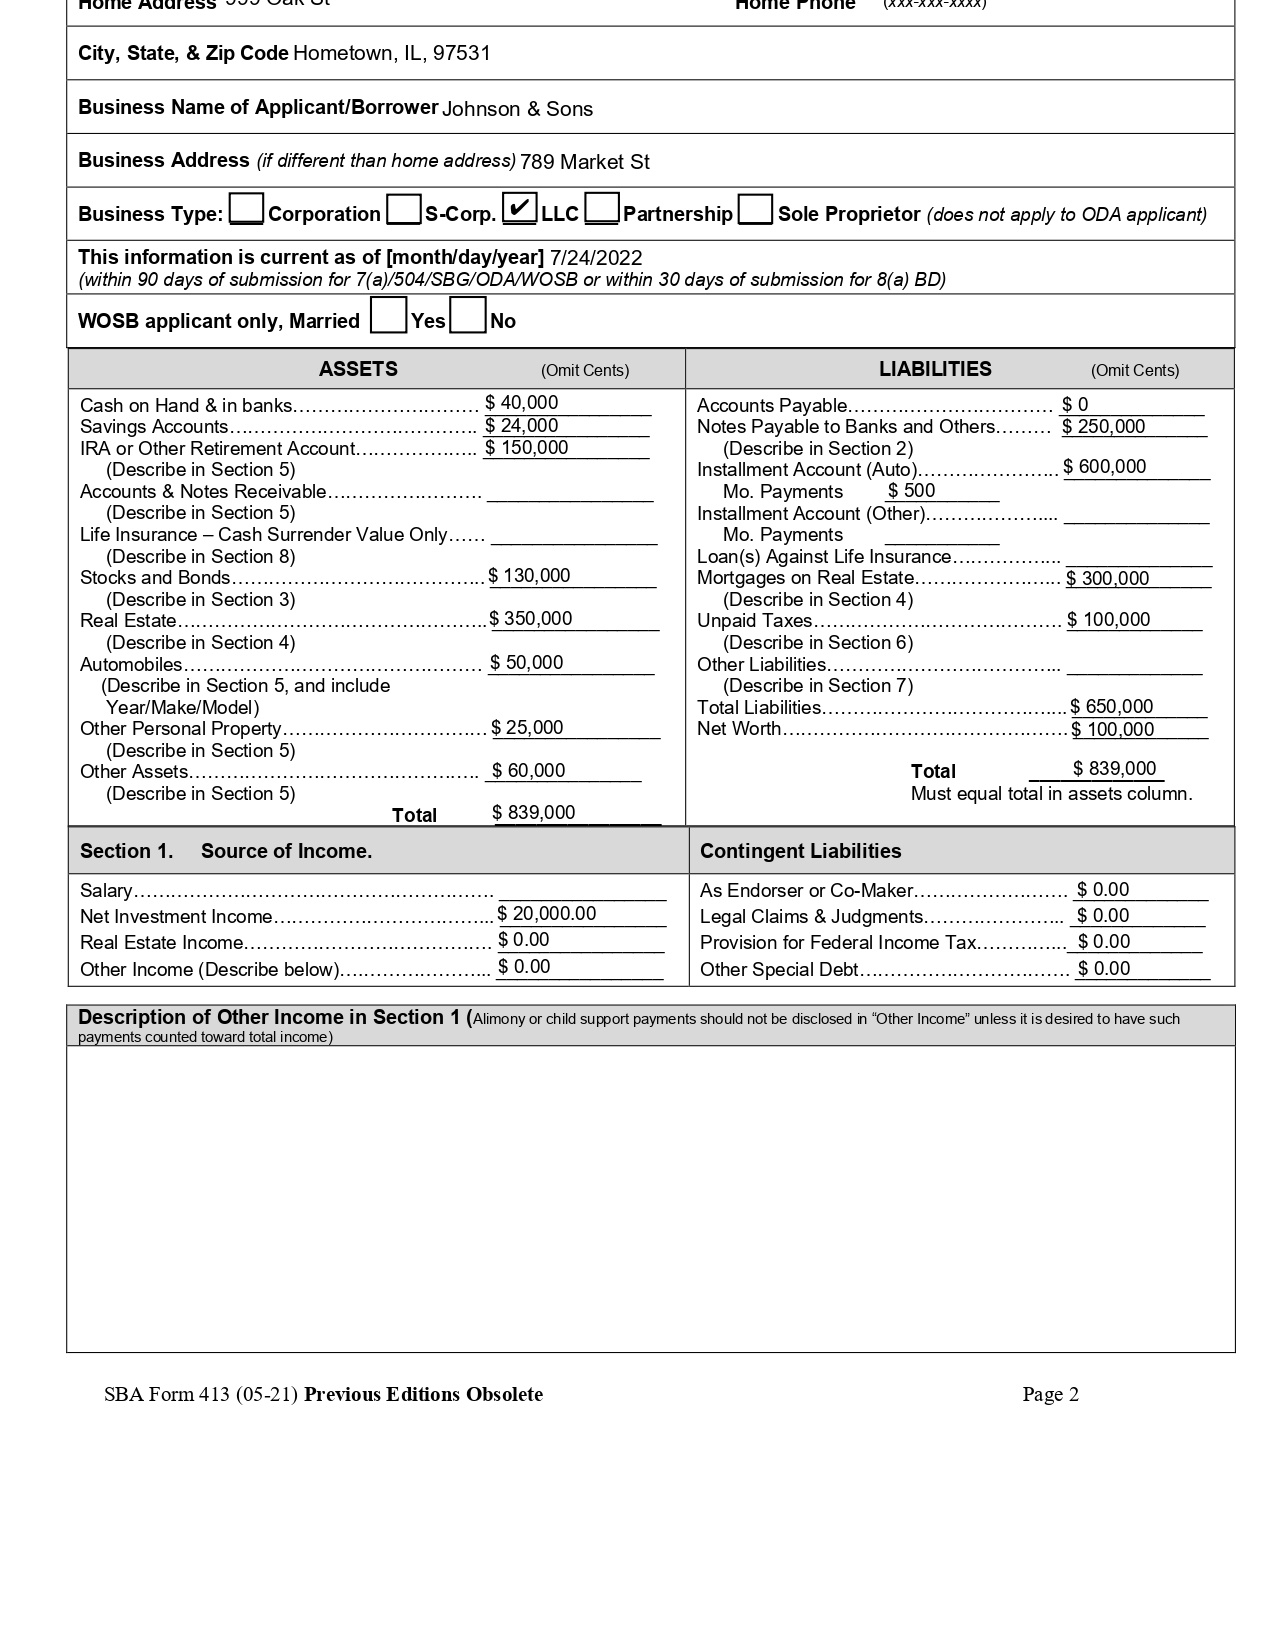 Home Address 999 Oak St Home Phone (xxx-xxx-xxxx)
City, State, & Zip Code Hometown, IL, 97531
Business Name of Applicant/Borrower Johnson & Sons
Business Address (if different than home address) 789 Market St
Business Type: Corporation S-Corp. ✔ LLC Partnership Sole Proprietor (does not apply to ODA applicant)
This information is current as of [month/day/year] 7/24/2022
(within 90 days of submission for 7(a)/504/SBG/ODA/WOSB or within 30 days of submission for 8(a) BD)
WOSB applicant only, Married Yes No
ASSETS (Omit Cents)
Cash on Hand & in banks…………………………… $ 40,000
Savings Accounts…………………………………….. $ 24,000
IRA or Other Retirement Account………………….. $ 150,000
(Describe in Section 5)
Accounts & Notes Receivable……………………… ________________
(Describe in Section 5)
Life Insurance – Cash Surrender Value Only…… ________________
(Describe in Section 8)
Stocks and Bonds…………………………………….. $ 130,000
(Describe in Section 3)
Real Estate…………………………………………….. $ 350,000
(Describe in Section 4)
Automobiles…………………………………………… $ 50,000
(Describe in Section 5, and include
Year/Make/Model)
Other Personal Property……………………………… $ 25,000
(Describe in Section 5)
Other Assets………………………………………….. $ 60,000
(Describe in Section 5)
Total $ 839,000
LIABILITIES (Omit Cents)
Accounts Payable……………………………… $ 0
Notes Payable to Banks and Others……… $ 250,000
(Describe in Section 2)
Installment Account (Auto)…………………….. $ 600,000
Mo. Payments $ 500
Installment Account (Other)………………….... ______________
Mo. Payments ___________
Loan(s) Against Life Insurance……………….. ______________
Mortgages on Real Estate…………………….. $ 300,000
(Describe in Section 4)
Unpaid Taxes…………………………………… $ 100,000
(Describe in Section 6)
Other Liabilities………………………………….. _____________
(Describe in Section 7)
Total Liabilities………………………………….. $ 650,000
Net Worth………………………………………… $ 100,000
Total $ 839,000
Must equal total in assets column.
Section 1. Source of Income.
Salary………………………………………………. ________________
Net Investment Income……………………………... $ 20,000.00
Real Estate Income…………………………………. $ 0.00
Other Income (Describe below)………………….. $ 0.00
Contingent Liabilities
As Endorser or Co-Maker……………………… $ 0.00
Legal Claims & Judgments…………………... $ 0.00
Provision for Federal Income Tax…………….. $ 0.00
Other Special Debt……………………………… $ 0.00
Description of Other Income in Section 1 (Alimony or child support payments should not be disclosed in “Other Income” unless it is desired to have such
payments counted toward total income)
SBA Form 413 (05-21) Previous Editions Obsolete Page 2